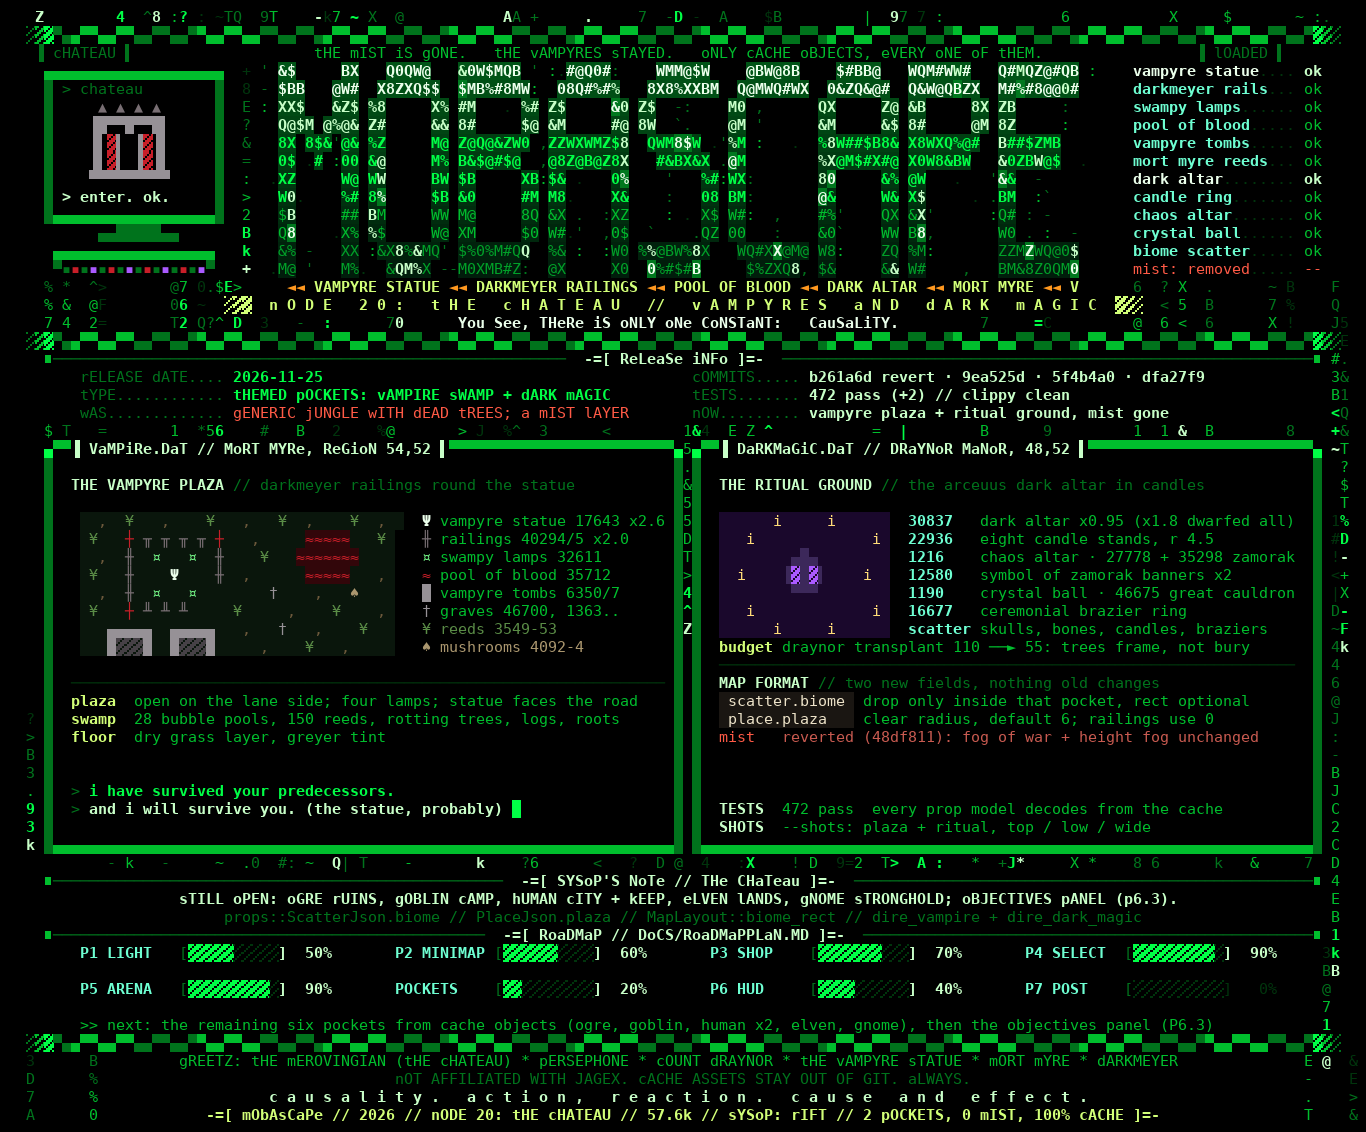 cHATEAU
tHE mIST iS gONE. tHE vAMPYRES sTAYED. oNLY cACHE oBJECTS, eVERY oNE oF tHEM.
lOADED
> chateau
> enter. ok.
vampyre statue.... ok
darkmeyer rails... ok
swampy lamps...... ok
pool of blood..... ok
vampyre tombs..... ok
mort myre reeds... ok
dark altar........ ok
candle ring....... ok
chaos altar....... ok
crystal ball...... ok
biome scatter..... ok
mist: removed..... --
◄◄ VAMPYRE STATUE ◄◄ DARKMEYER RAILINGS ◄◄ POOL OF BLOOD ◄◄ DARK ALTAR ◄◄ MORT MYRE ◄◄ V
nODE 20: tHE cHATEAU // vAMPYRES aND dARK mAGIC
You See, THeRe iS oNLY oNe CoNSTaNT: CauSaLiTY.
-=[ ReLeaSe iNFo ]=-
rELEASE dATE.... 2026-11-25
tYPE............ tHEMED pOCKETS: vAMPIRE sWAMP + dARK mAGIC
wAS............. gENERIC jUNGLE wITH dEAD tREES; a mIST lAYER
cOMMITS..... b261a6d revert · 9ea525d · 5f4b4a0 · dfa27f9
tESTS....... 472 pass (+2) // clippy clean
nOW......... vampyre plaza + ritual ground, mist gone
VaMPiRe.DaT // MoRT MYRe, ReGioN 54,52
THE VAMPYRE PLAZA // darkmeyer railings round the statue
Ψ vampyre statue 17643 x2.6
╫ railings 40294/5 x2.0
¤ swampy lamps 32611
≈ pool of blood 35712
█ vampyre tombs 6350/7
† graves 46700, 1363..
¥ reeds 3549-53
♠ mushrooms 4092-4
plaza open on the lane side; four lamps; statue faces the road
swamp 28 bubble pools, 150 reeds, rotting trees, logs, roots
floor dry grass layer, greyer tint
> i have survived your predecessors.
> and i will survive you. (the statue, probably)
DaRKMaGiC.DaT // DRaYNoR MaNoR, 48,52
THE RITUAL GROUND // the arceuus dark altar in candles
30837 dark altar x0.95 (x1.8 dwarfed all)
22936 eight candle stands, r 4.5
1216 chaos altar · 27778 + 35298 zamorak
12580 symbol of zamorak banners x2
1190 crystal ball · 46675 great cauldron
16677 ceremonial brazier ring
scatter skulls, bones, candles, braziers
budget draynor transplant 110 ──► 55: trees frame, not bury
MAP FORMAT // two new fields, nothing old changes
scatter.biome drop only inside that pocket, rect optional
place.plaza clear radius, default 6; railings use 0
mist reverted (48df811): fog of war + height fog unchanged
TESTS 472 pass every prop model decodes from the cache
SHOTS --shots: plaza + ritual, top / low / wide
-=[ SYSoP'S NoTe // THe CHaTeau ]=-
sTILL oPEN: oGRE rUINS, gOBLIN cAMP, hUMAN cITY + kEEP, eLVEN lANDS, gNOME sTRONGHOLD; oBJECTIVES pANEL (p6.3).
props::ScatterJson.biome // PlaceJson.plaza // MapLayout::biome_rect // dire_vampire + dire_dark_magic
-=[ RoaDMaP // DoCS/RoaDMaPPLaN.MD ]=-
P1 LIGHT [ ] 50% P2 MINIMAP [ ] 60% P3 SHOP [ ] 70% P4 SELECT [ ] 90%
P5 ARENA [ ] 90% POCKETS [ ] 20% P6 HUD [ ] 40% P7 POST [ ] 0%
>> next: the remaining six pockets from cache objects (ogre, goblin, human x2, elven, gnome), then the objectives panel (P6.3)
gREETZ: tHE mEROVINGIAN (tHE cHATEAU) * pERSEPHONE * cOUNT dRAYNOR * tHE vAMPYRE sTATUE * mORT mYRE * dARKMEYER
nOT AFFILIATED WITH JAGEX. cACHE ASSETS STAY OUT OF GIT. aLWAYS.
causality. action, reaction. cause and effect.
-=[ mObAsCaPe // 2026 // nODE 20: tHE cHATEAU // 57.6k // sYSoP: rIFT // 2 pOCKETS, 0 mIST, 100% cACHE ]=-